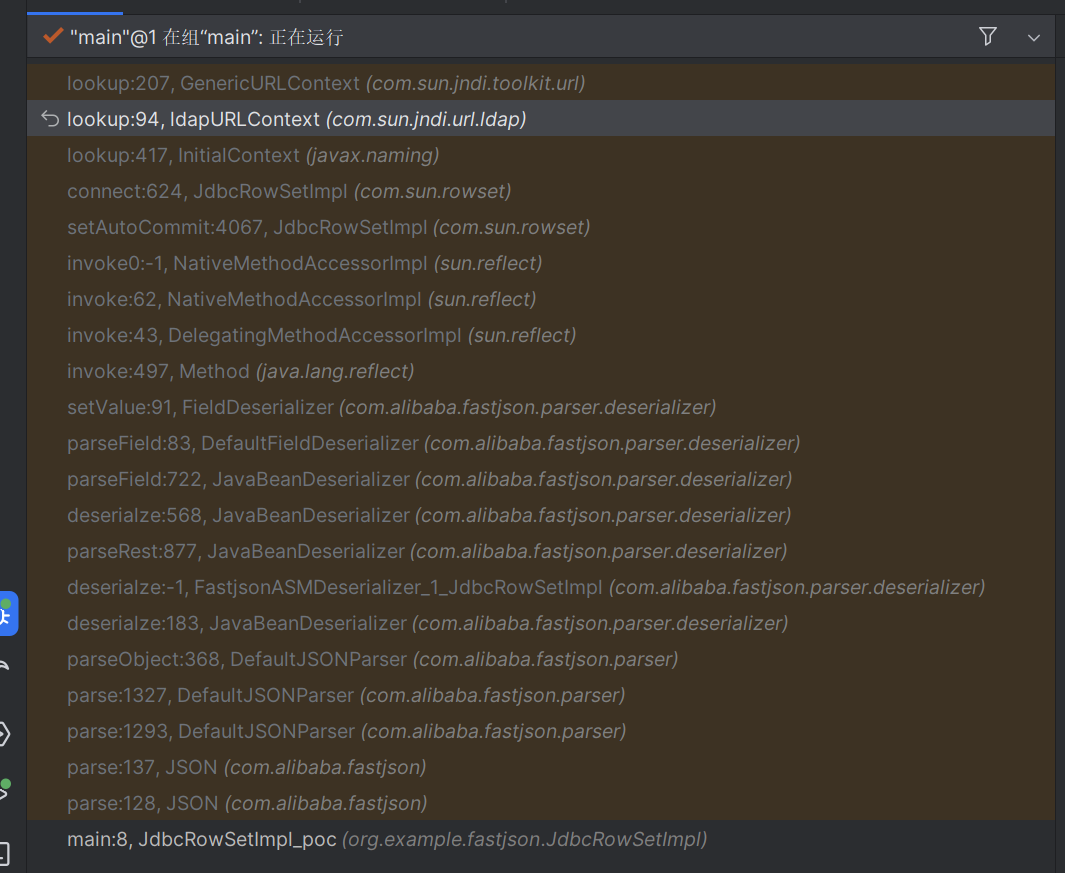 "main"@1 在组“main”: 正在运行
lookup:207, GenericURLContext (com.sun.jndi.toolkit.url)
lookup:94, ldapURLContext (com.sun.jndi.url.ldap)
lookup:417, InitialContext (javax.naming)
connect:624, JdbcRowSetImpl (com.sun.rowset)
setAutoCommit:4067, JdbcRowSetImpl (com.sun.rowset)
invoke0:-1, NativeMethodAccessorImpl (sun.reflect)
invoke:62, NativeMethodAccessorImpl (sun.reflect)
invoke:43, DelegatingMethodAccessorImpl (sun.reflect)
invoke:497, Method (java.lang.reflect)
setValue:91, FieldDeserializer (com.alibaba.fastjson.parser.deserializer)
parseField:83, DefaultFieldDeserializer (com.alibaba.fastjson.parser.deserializer)
parseField:722, JavaBeanDeserializer (com.alibaba.fastjson.parser.deserializer)
deserialze:568, JavaBeanDeserializer (com.alibaba.fastjson.parser.deserializer)
parseRest:877, JavaBeanDeserializer (com.alibaba.fastjson.parser.deserializer)
deserialze:-1, FastjsonASMDeserializer_1_JdbcRowSetImpl (com.alibaba.fastjson.parser.deserializer)
deserialze:183, JavaBeanDeserializer (com.alibaba.fastjson.parser.deserializer)
parseObject:368, DefaultJSONParser (com.alibaba.fastjson.parser)
parse:1327, DefaultJSONParser (com.alibaba.fastjson.parser)
parse:1293, DefaultJSONParser (com.alibaba.fastjson.parser)
parse:137, JSON (com.alibaba.fastjson)
parse:128, JSON (com.alibaba.fastjson)
main:8, JdbcRowSetImpl_poc (org.example.fastjson.JdbcRowSetImpl)